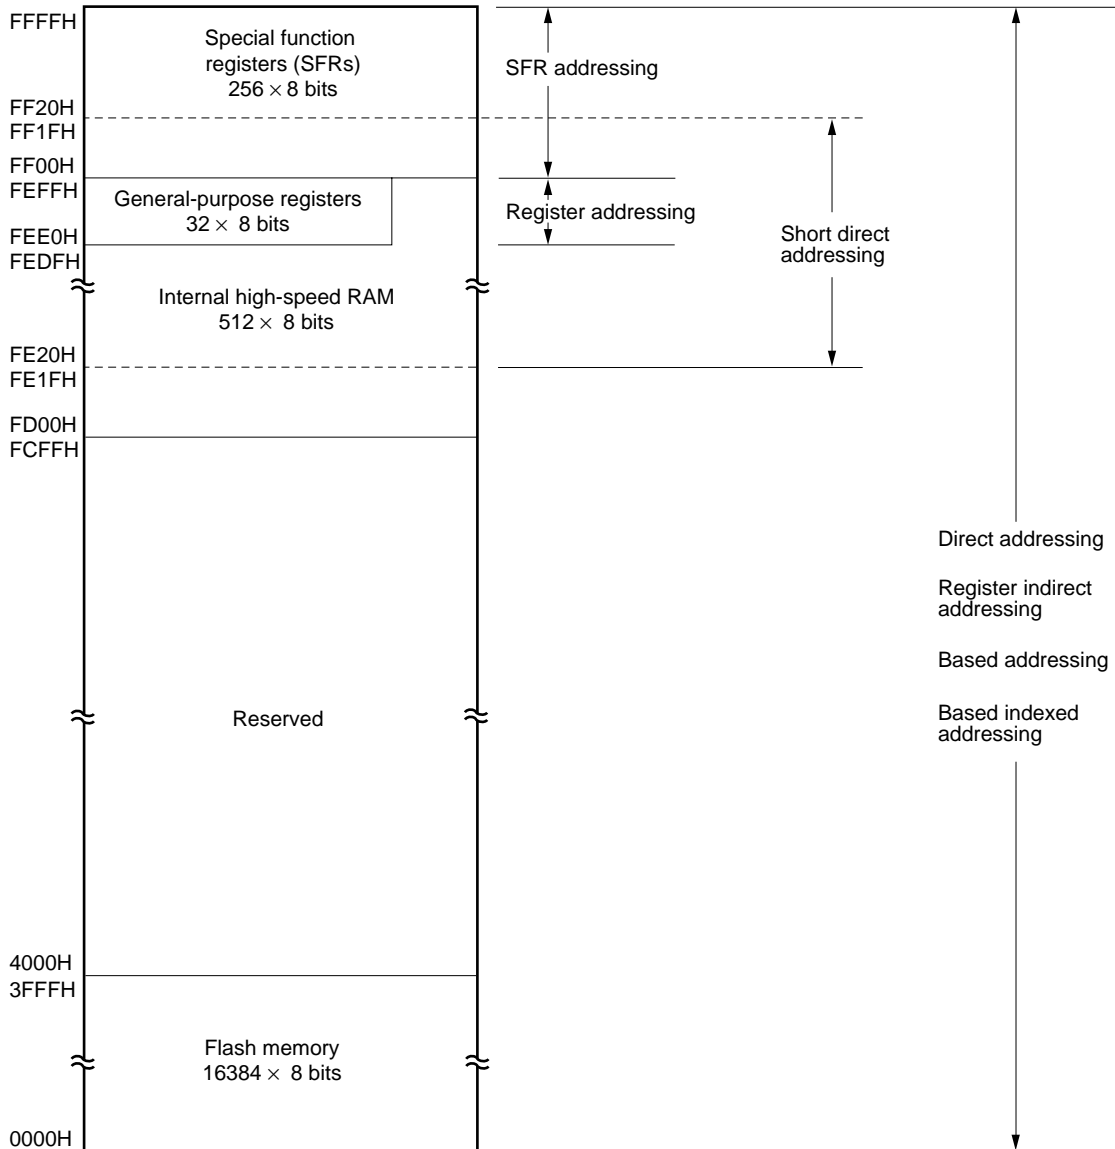 FFFFH
Special function
registers (SFRs)
256 × 8 bits
SFR addressing
FF20H
FF1FH
FF00H
FEFFH
General-purpose registers
32 × 8 bits
Register addressing
FEE0H
FEDFH
Short direct
addressing
Internal high-speed RAM
512 × 8 bits
FE20H
FE1FH
FD00H
FCFFH
Direct addressing
Register indirect
addressing
Based addressing
Based indexed
addressing
Reserved
4000H
3FFFH
Flash memory
16384 × 8 bits
0000H